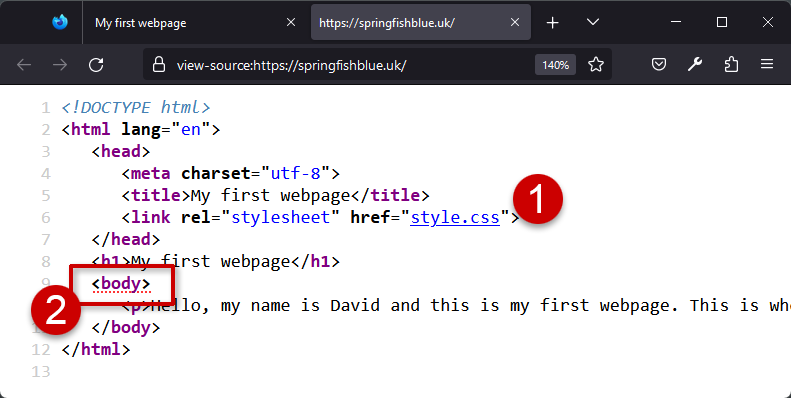 My first webpage
https://springfishblue.uk/
view-source:https://springfishblue.uk/
140%
1 <!DOCTYPE html>
2 <html lang="en">
3 <head>
4 <meta charset="utf-8">
5 <title>My first webpage</title>
6 <link rel="stylesheet" href="style.css">
1
7 </head>
8 <h1>My first webpage</h1>
9 <body>
2
<p>Hello, my name is David and this is my first webpage. This is
</body>
12 </html>
13